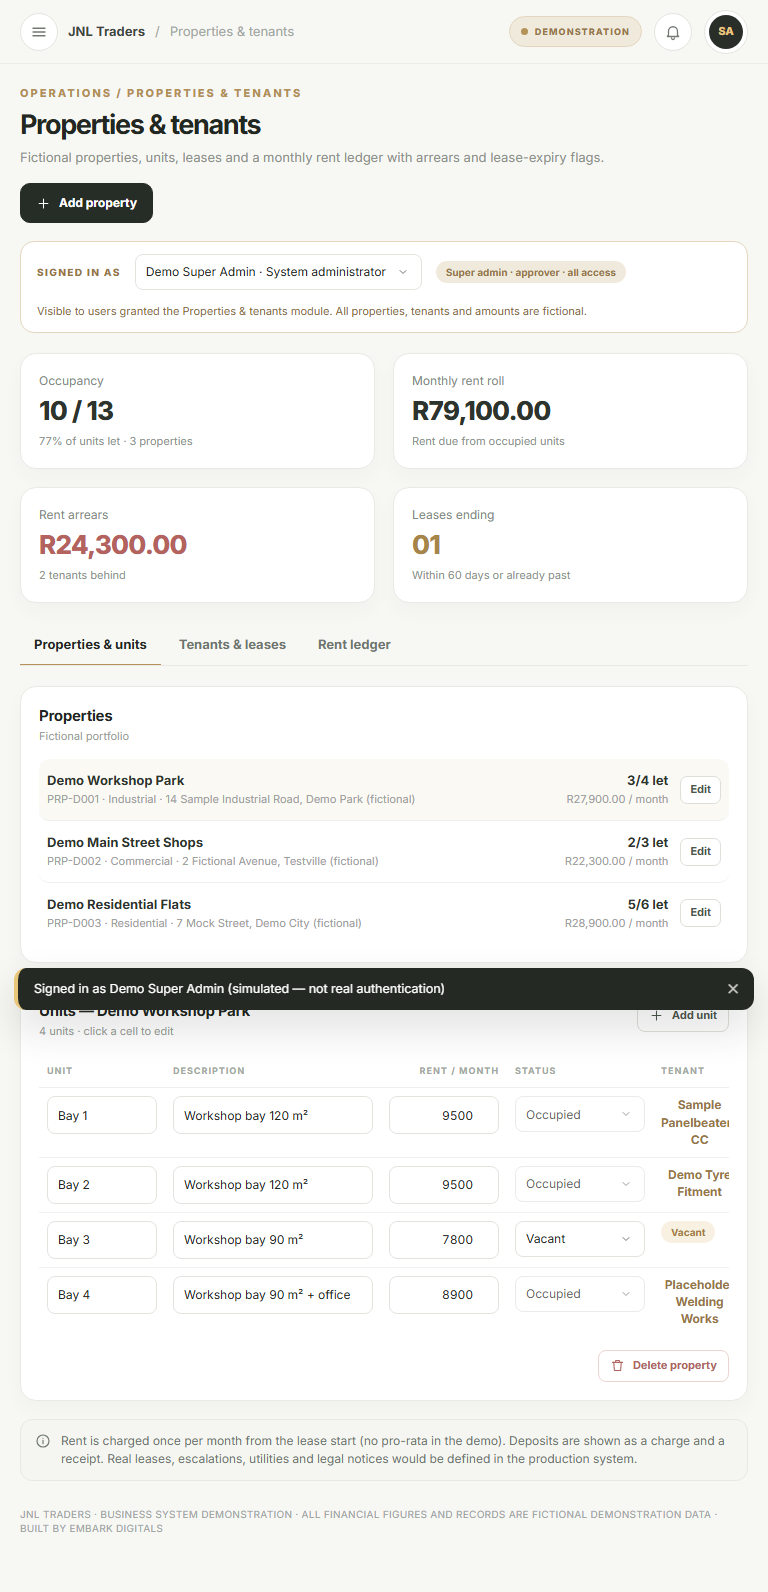 JNL Traders / Properties & tenants
DEMONSTRATION
SA
OPERATIONS / PROPERTIES & TENANTS
Properties & tenants
Fictional properties, units, leases and a monthly rent ledger with arrears and lease-expiry flags.
Add property
SIGNED IN AS
Demo Super Admin · System administrator
Super admin · approver · all access
Visible to users granted the Properties & tenants module. All properties, tenants and amounts are fictional.
Occupancy
10 / 13
77% of units let · 3 properties
Monthly rent roll
R79,100.00
Rent due from occupied units
Rent arrears
R24,300.00
2 tenants behind
Leases ending
01
Within 60 days or already past
Properties & units
Tenants & leases
Rent ledger
Properties
Fictional portfolio
Demo Workshop Park
PRP-D001 · Industrial · 14 Sample Industrial Road, Demo Park (fictional)
3/4 let
R27,900.00 / month
Edit
Demo Main Street Shops
PRP-D002 · Commercial · 2 Fictional Avenue, Testville (fictional)
2/3 let
R22,300.00 / month
Edit
Demo Residential Flats
PRP-D003 · Residential · 7 Mock Street, Demo City (fictional)
5/6 let
R28,900.00 / month
Edit
Signed in as Demo Super Admin (simulated — not real authentication)
Units — Demo Workshop Park
4 units · click a cell to edit
Add unit
UNIT DESCRIPTION RENT / MONTH STATUS TENANT
Bay 1 Workshop bay 120 m² 9500 Occupied
Sample
Panelbeater
CC
Bay 2 Workshop bay 120 m² 9500 Occupied
Demo Tyre
Fitment
Bay 3 Workshop bay 90 m² 7800 Vacant Vacant
Bay 4 Workshop bay 90 m² + office 8900 Occupied
Placeholde
Welding
Works
Delete property
Rent is charged once per month from the lease start (no pro-rata in the demo). Deposits are shown as a charge and a
receipt. Real leases, escalations, utilities and legal notices would be defined in the production system.
JNL TRADERS · BUSINESS SYSTEM DEMONSTRATION · ALL FINANCIAL FIGURES AND RECORDS ARE FICTIONAL DEMONSTRATION DATA ·
BUILT BY EMBARK DIGITALS